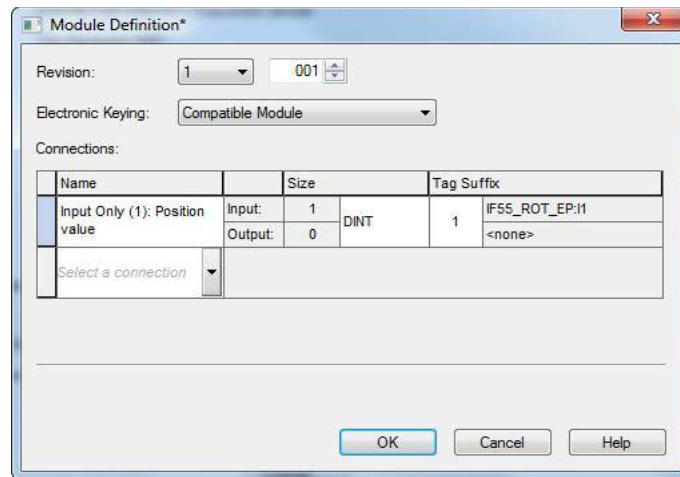 Module Definition*
Revision: 1 001
Electronic Keying: Compatible Module
Connections:
Name Size Tag Suffix
Input Only (1): Position value Input: 1 DINT 1 IF55_ROT_EP:I1
Output: 0 <none>
Select a connection
OK Cancel Help